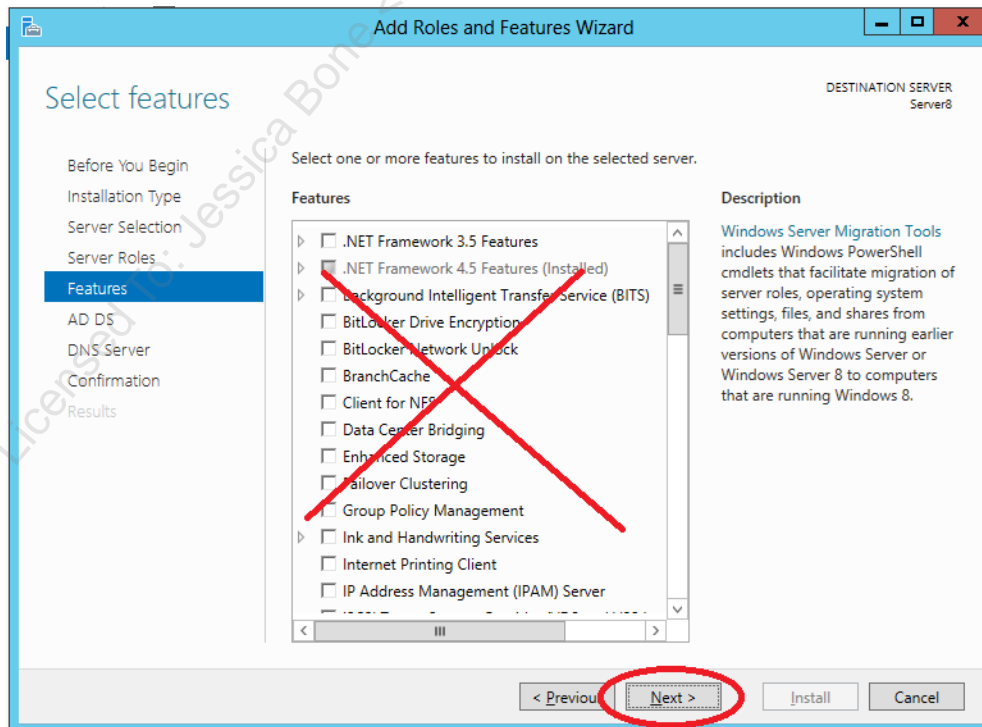 Add Roles and Features Wizard
Select features
DESTINATION SERVER
Server8
Before You Begin
Installation Type
Server Selection
Server Roles
Features
AD DS
DNS Server
Confirmation
Results
Select one or more features to install on the selected server.
Features
.NET Framework 3.5 Features
.NET Framework 4.5 Features (Installed)
Background Intelligent Transfer Service (BITS)
BitLocker Drive Encryption
BitLocker Network Unlock
BranchCache
Client for NFS
Data Center Bridging
Enhanced Storage
Failover Clustering
Group Policy Management
Ink and Handwriting Services
Internet Printing Client
IP Address Management (IPAM) Server
Description
Windows Server Migration Tools
includes Windows PowerShell
cmdlets that facilitate migration of
server roles, operating system
settings, files, and shares from
computers that are running earlier
versions of Windows Server or
Windows Server 8 to computers
that are running Windows 8.
< Previous
Next >
Install
Cancel
Licensed To: Jessica Bone